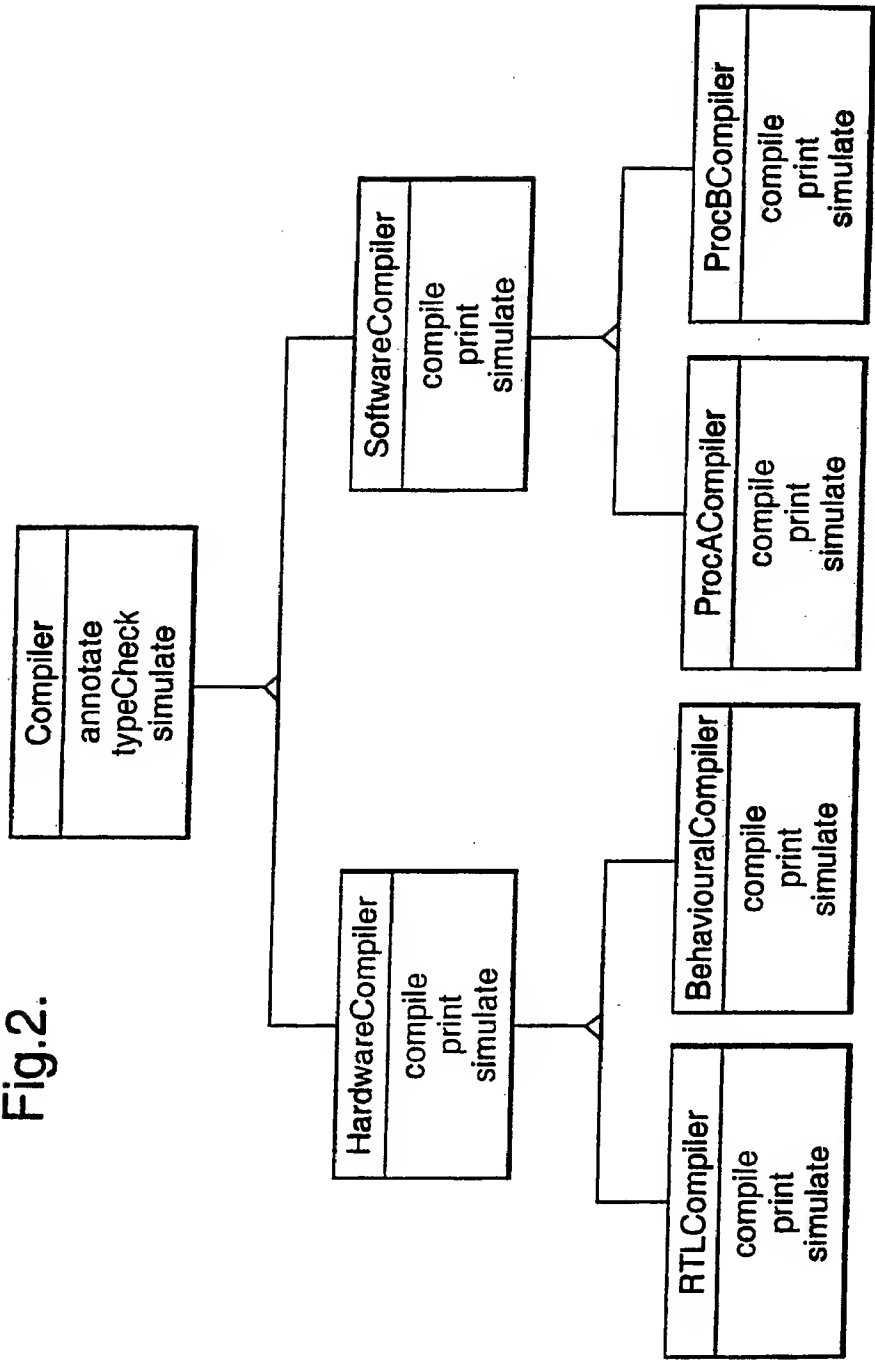 Fig.2.
Compiler
annotate
typeCheck
simulate
HardwareCompiler
compile
print
simulate
SoftwareCompiler
compile
print
simulate
RTLCompiler
compile
print
simulate
BehaviouralCompiler
compile
print
simulate
ProcACompiler
compile
print
simulate
ProcBCompiler
compile
print
simulate